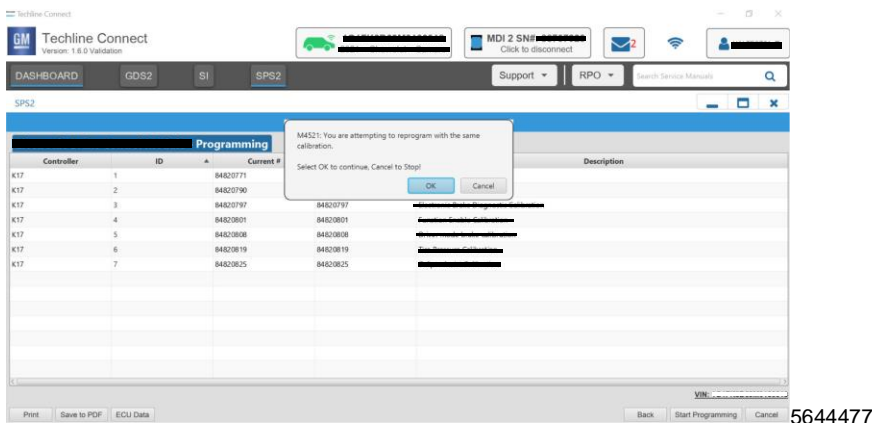 Techline Connect
GM
Techline Connect
Version: 1.6.0 Validation
MDI 2 SN#
Click to disconnect
2
DASHBOARD GDS2 SI SPS2 Support RPO Search Service Manuals
SPS2
Programming
M4521: You are attempting to reprogram with the same
calibration.
Select OK to continue, Cancel to Stop!
OK Cancel
Controller ID Current # Description
K17 1 84820771
K17 2 84820790
K17 3 84820797 84820797
K17 4 84820801 84820801
K17 5 84820808 84820808
K17 6 84820819 84820819
K17 7 84820825 84820825
VIN:
Print Save to PDF ECU Data Back Start Programming Cancel
5644477